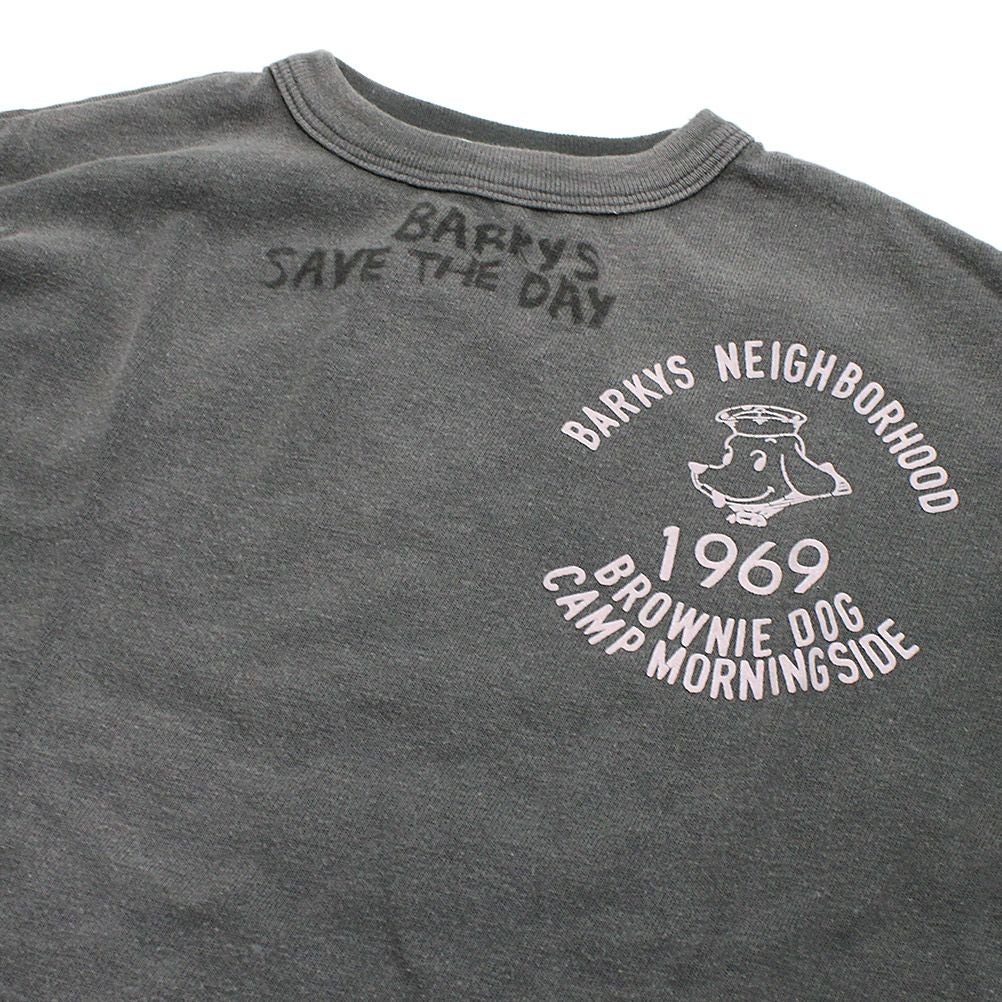 BARKYS
SAVE THE DAY
BARKYS NEIGHBORHOOD
1969
BROWNIE DOG
CAMP MORNINGSIDE